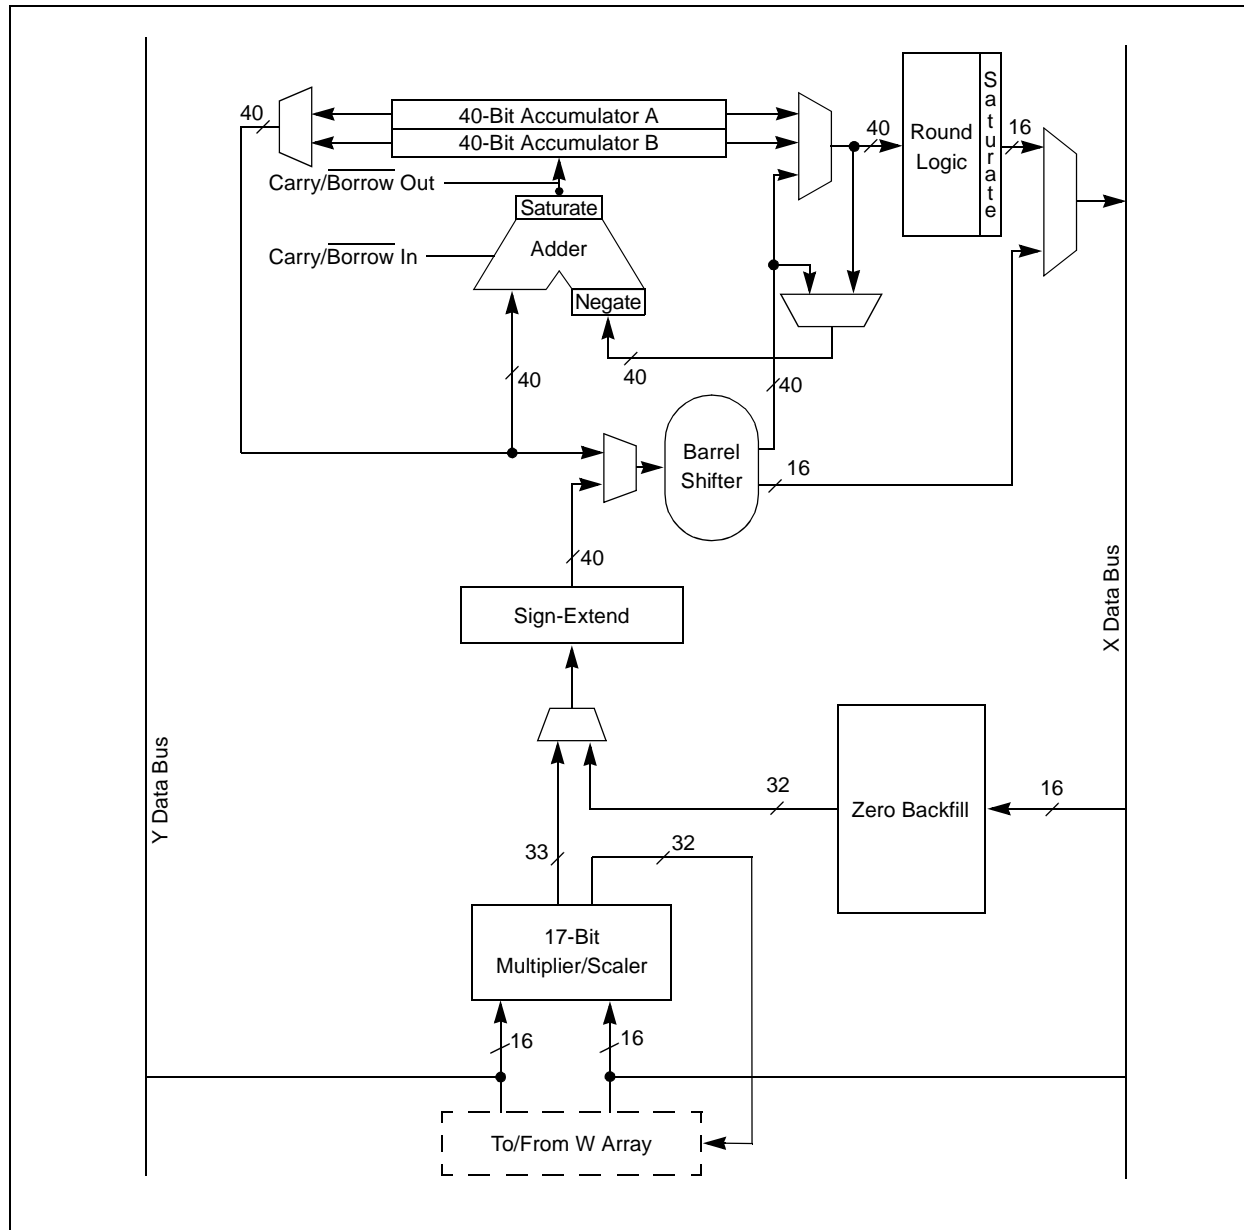 40
40-Bit Accumulator A
40-Bit Accumulator B
40
Round
Logic
Saturate
16
Carry/Borrow Out
Saturate
Carry/Borrow In
Adder
Negate
40
40
40
Barrel
Shifter
16
40
Sign-Extend
X Data Bus
Y Data Bus
32
Zero Backfill
16
33
32
17-Bit
Multiplier/Scaler
16
16
To/From W Array